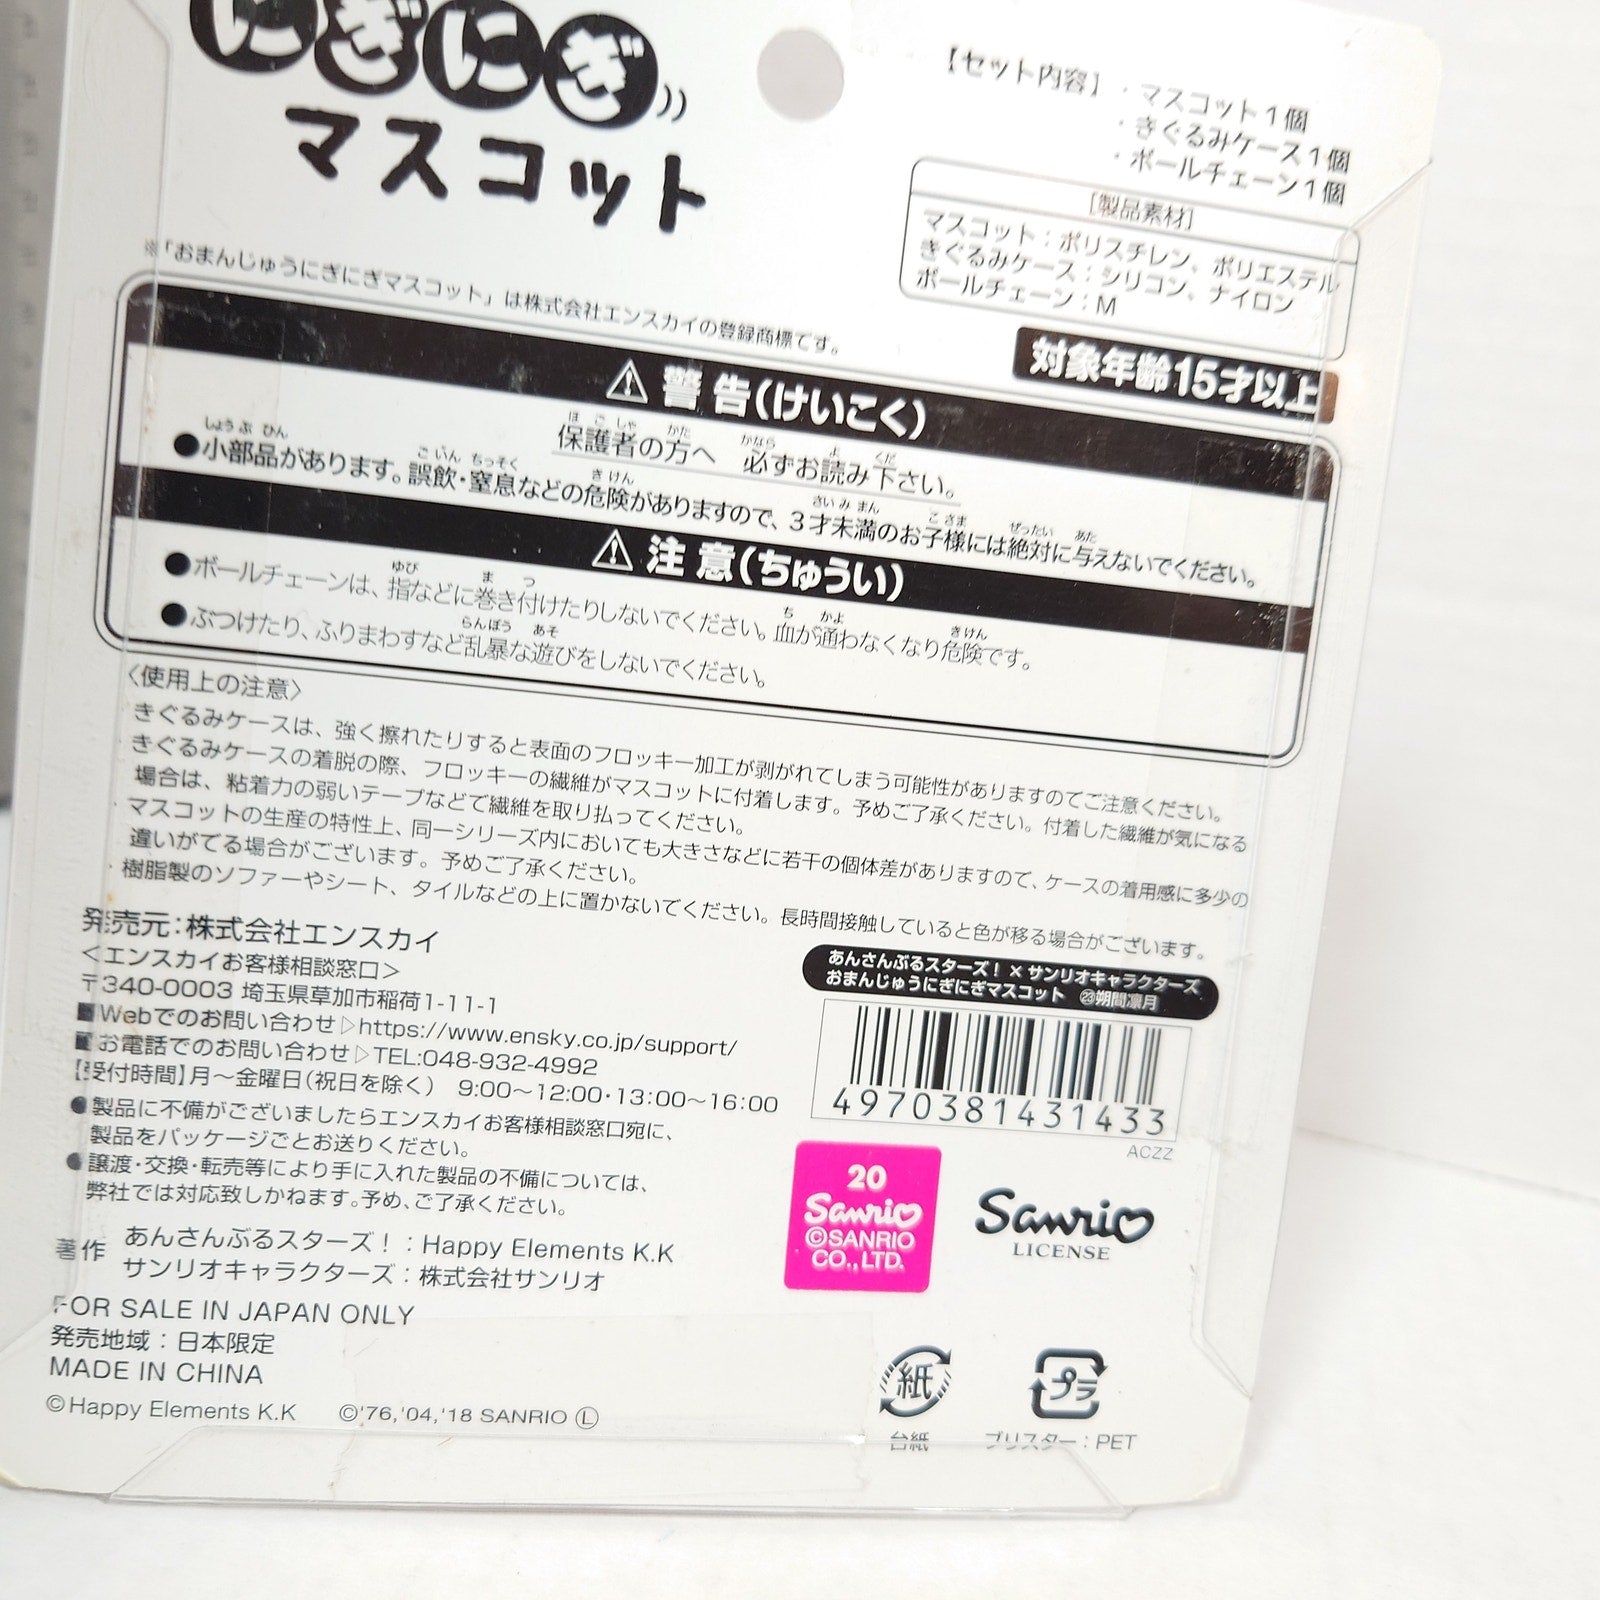 にぎにぎ
マスコット
※「おまんじゅうにぎにぎマスコット」は株式会社エンスカイの登録商標です。
【セット内容】・マスコット1個
・きぐるみケース1個
・ボールチェーン1個
[製品素材]
マスコット：ポリスチレン、ポリエステル
きぐるみケース：シリコン、ナイロン
ボールチェーン：M
対象年齢15才以上
⚠警告(けいこく)
保護者の方へ 必ずお読み下さい。
●小部品があります。誤飲・窒息などの危険がありますので、3才未満のお子様には絶対に与えないでください。
⚠注意(ちゅうい)
●ボールチェーンは、指などに巻き付けたりしないでください。血が通わなくなり危険です。
●ぶつけたり、ふりまわすなど乱暴な遊びをしないでください。
〈使用上の注意〉
きぐるみケースは、強く擦れたりすると表面のフロッキー加工が剥がれてしまう可能性がありますのでご注意ください。
きぐるみケースの着脱の際、フロッキーの繊維がマスコットに付着します。予めご了承ください。付着した繊維が気になる
場合は、粘着力の弱いテープなどで繊維を取り払ってください。
・マスコットの生産の特性上、同一シリーズ内においても大きさなどに若干の個体差がありますので、ケースの着用感に多少の
違いがでる場合がございます。予めご了承ください。
・樹脂製のソファーやシート、タイルなどの上に置かないでください。長時間接触していると色が移る場合がございます。
発売元：株式会社エンスカイ
＜エンスカイお客様相談窓口＞
〒340-0003 埼玉県草加市稲荷1-11-1
■Webでのお問い合わせ▷https://www.ensky.co.jp/support/
■お電話でのお問い合わせ▷TEL:048-932-4992
【受付時間】月～金曜日(祝日を除く) 9:00～12:00・13:00～16:00
●製品に不備がございましたらエンスカイお客様相談窓口宛に、
製品をパッケージごとお送りください。
●譲渡・交換・転売等により手に入れた製品の不備については、
弊社では対応致しかねます。予め、ご了承ください。
著作 あんさんぶるスターズ！：Happy Elements K.K
サンリオキャラクターズ：株式会社サンリオ
FOR SALE IN JAPAN ONLY
発売地域：日本限定
MADE IN CHINA
©Happy Elements K.K ©'76,'04,'18 SANRIO Ⓛ
あんさんぶるスターズ！×サンリオキャラクターズ
おまんじゅうにぎにぎマスコット ㉓朔間凛月
4970381431433
ACZZ
20
Sanrio
©SANRIO
CO.,LTD.
Sanrio
LICENSE
紙
台紙
プラ
ブリスター：PET